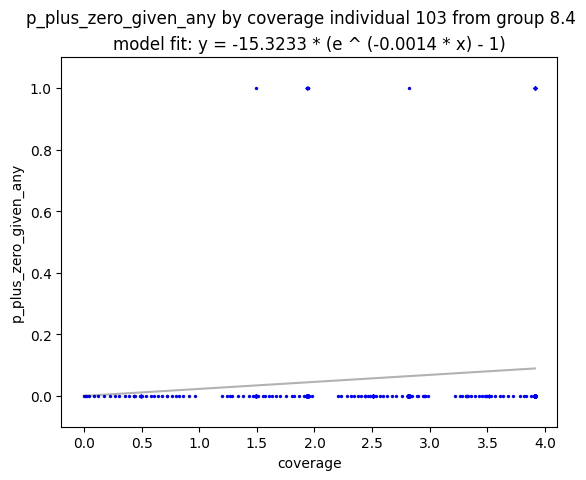 p_plus_zero_given_any by coverage individual 103 from group 8.4
model fit: y = -15.3233 * (e ^ (-0.0014 * x) - 1)
1.0
0.8
0.6
0.4
0.2
0.0
p_plus_zero_given_any
0.0 0.5 1.0 1.5 2.0 2.5 3.0 3.5 4.0
coverage